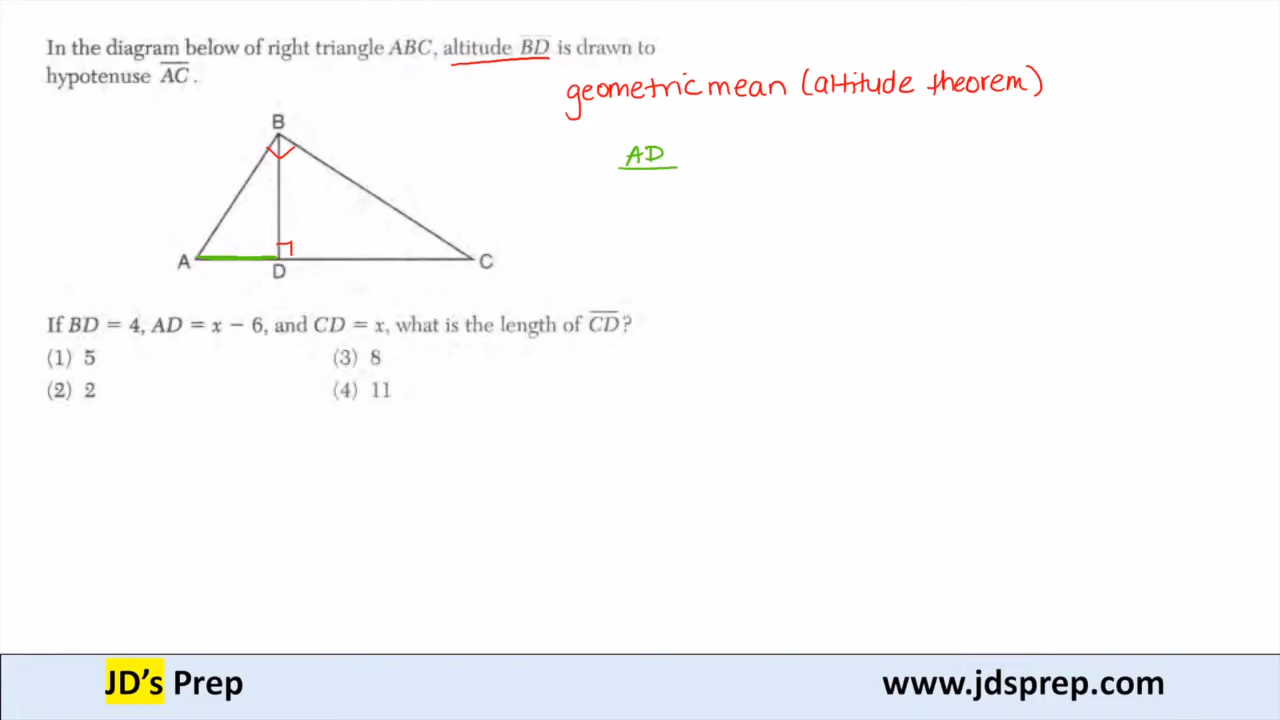 In the diagram below of right triangle ABC, altitude BD is drawn to
hypotenuse AC.
geometric mean (altitude theorem)
AD
B
A
D
C
If BD = 4, AD = x − 6, and CD = x, what is the length of CD?
(1) 5 (3) 8
(2) 2 (4) 11
JD's Prep www.jdsprep.com